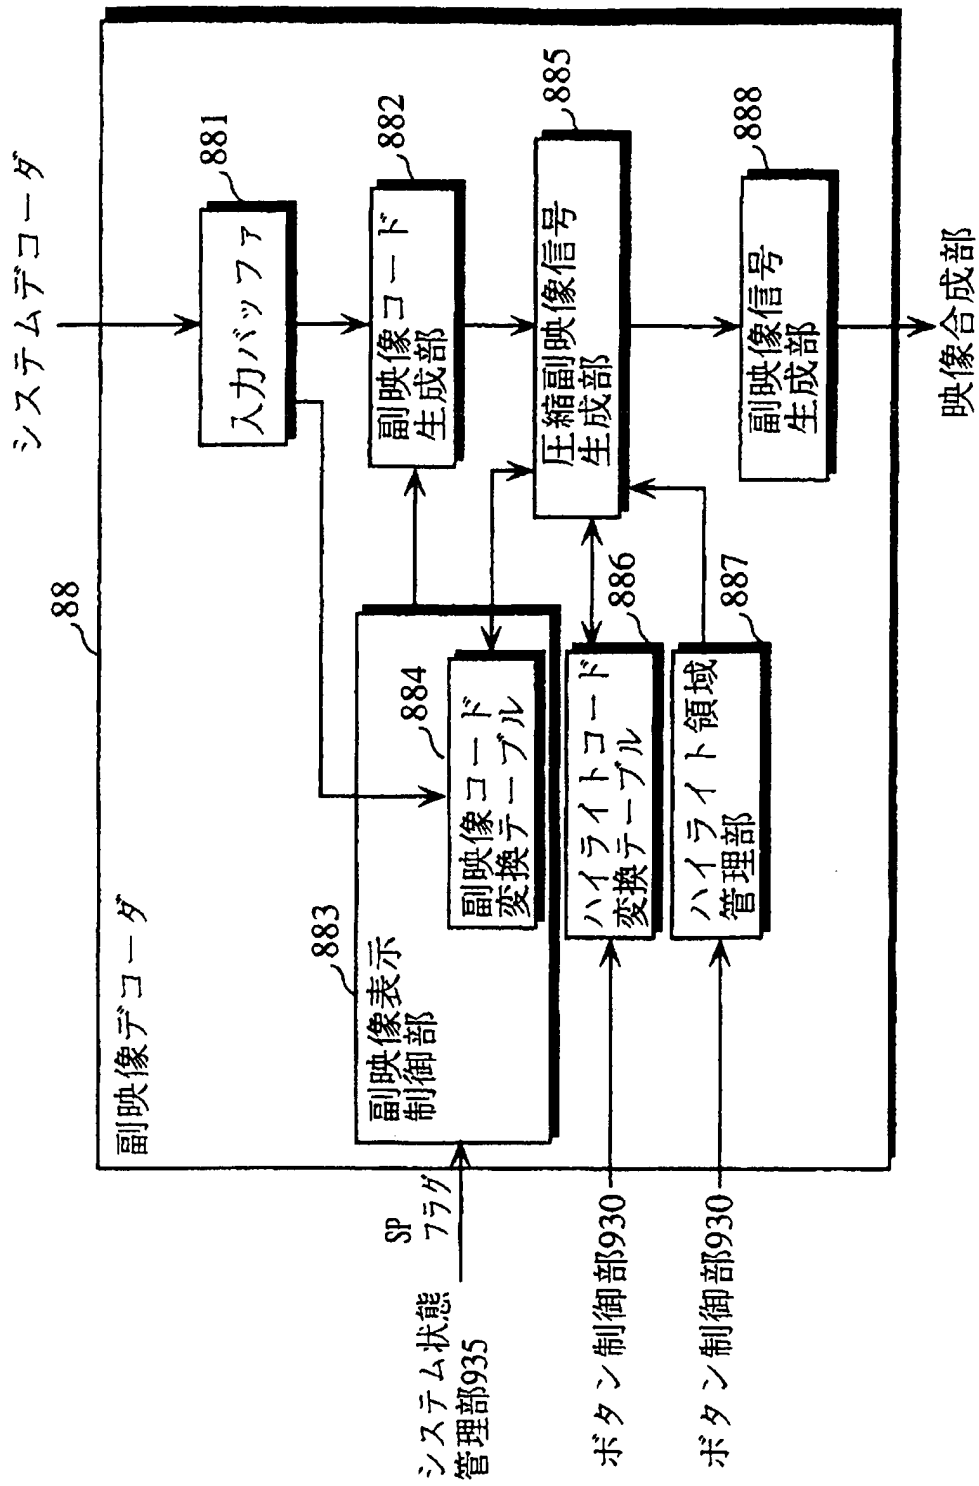 システムデコーダ
副映像デコーダ
88
入力バッファ
881
副映像コード
生成部
882
副映像表示
制御部
883
副映像コード
変換テーブル
884
圧縮副映像信号
生成部
885
ハイライトコード
変換テーブル
886
ハイライト領域
管理部
887
副映像信号
生成部
888
映像合成部
SP
フラグ
システム状態
管理部935
ボタン制御部930
ボタン制御部930